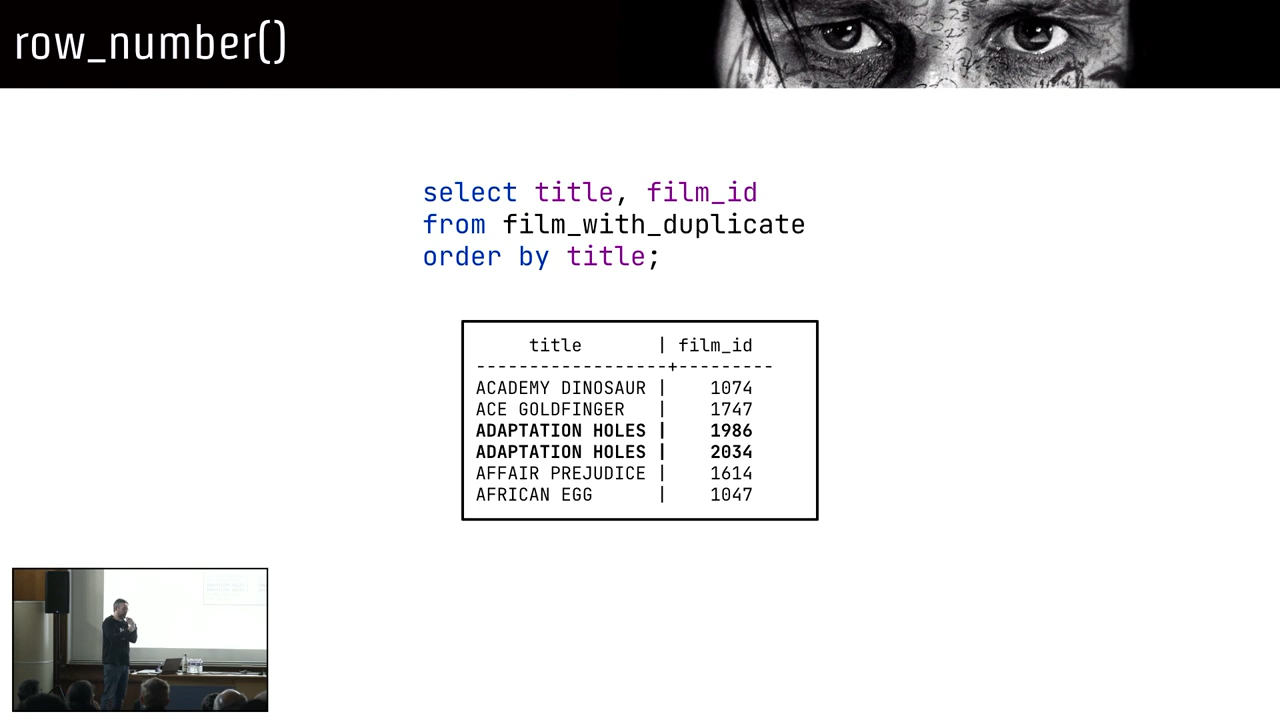 row_number()
select title, film_id
from film_with_duplicate
order by title;
title | film_id
------------------+---------
ACADEMY DINOSAUR | 1074
ACE GOLDFINGER | 1747
ADAPTATION HOLES | 1986
ADAPTATION HOLES | 2034
AFFAIR PREJUDICE | 1614
AFRICAN EGG | 1047